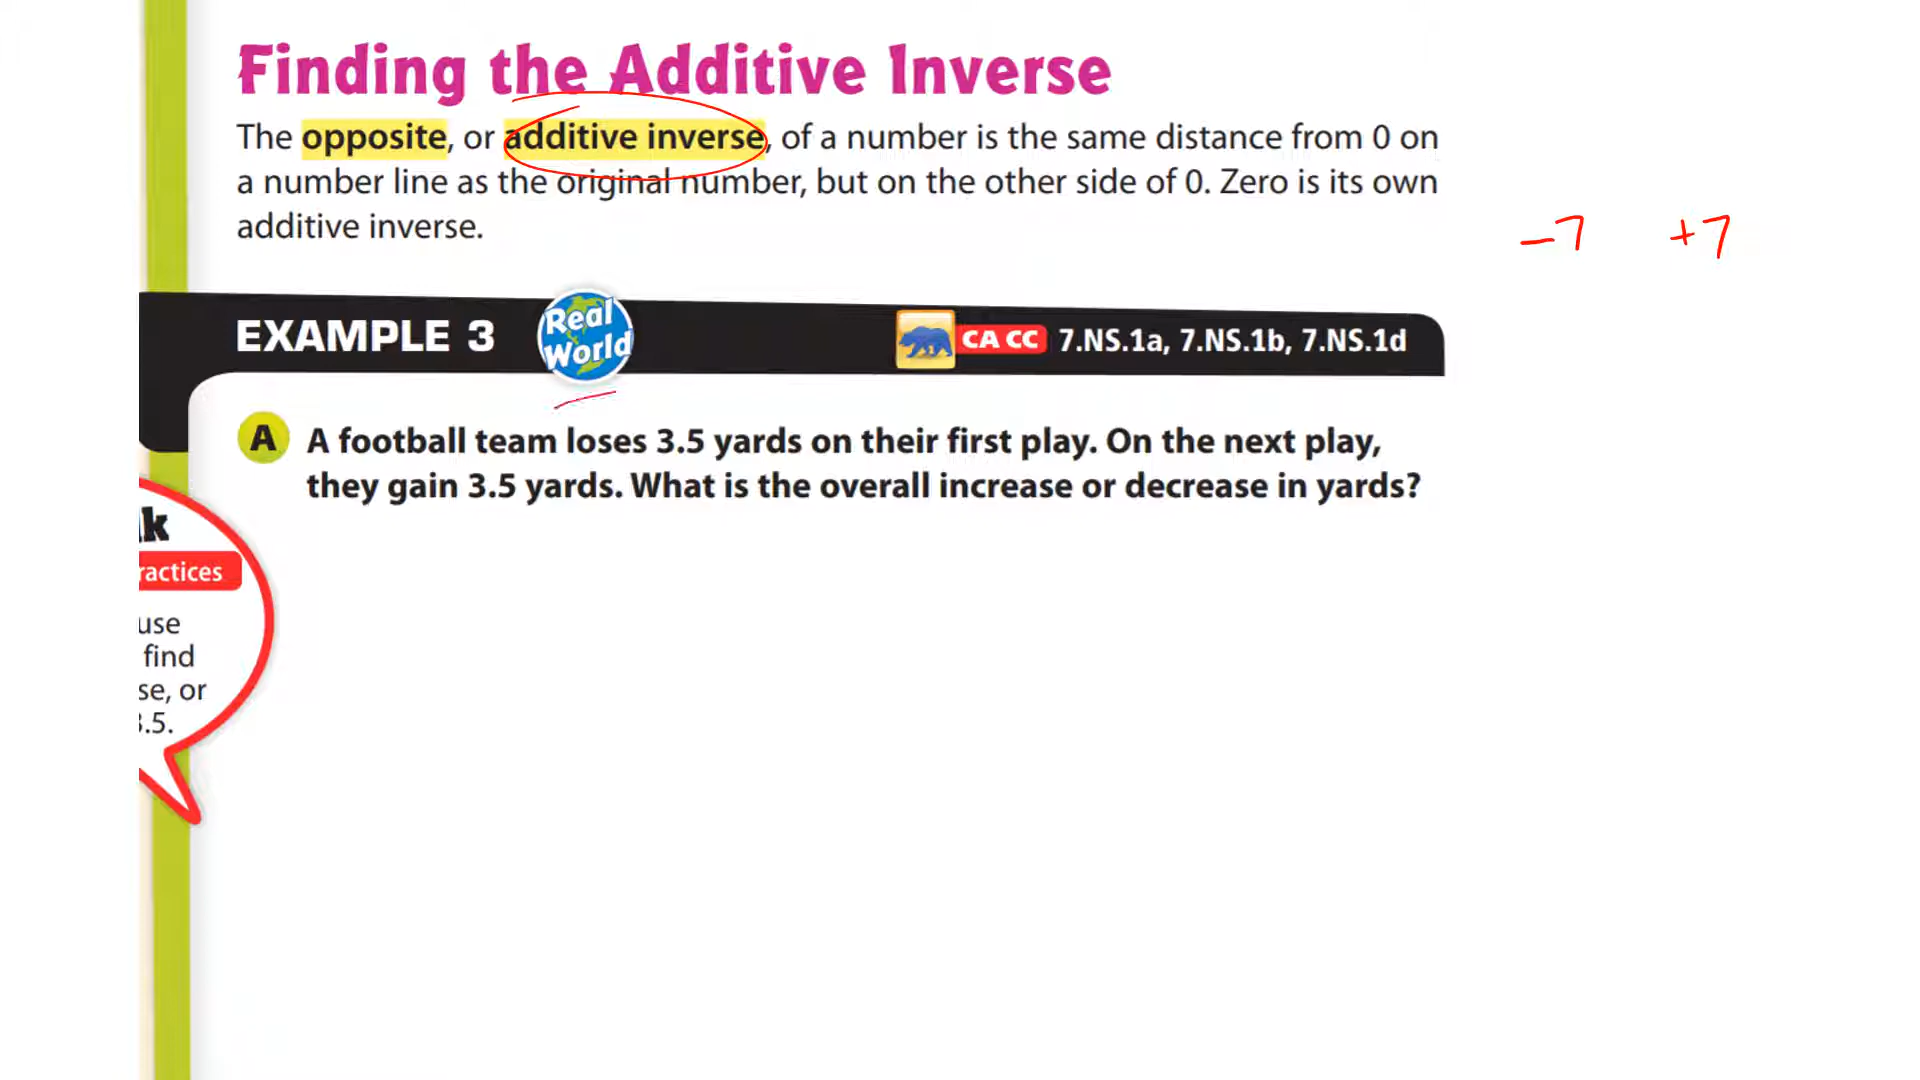 Finding the Additive Inverse
The opposite, or additive inverse, of a number is the same distance from 0 on
a number line as the original number, but on the other side of 0. Zero is its own
additive inverse.
−7 +7
EXAMPLE 3 Real World CA CC 7.NS.1a, 7.NS.1b, 7.NS.1d
A A football team loses 3.5 yards on their first play. On the next play,
they gain 3.5 yards. What is the overall increase or decrease in yards?
use
find
or